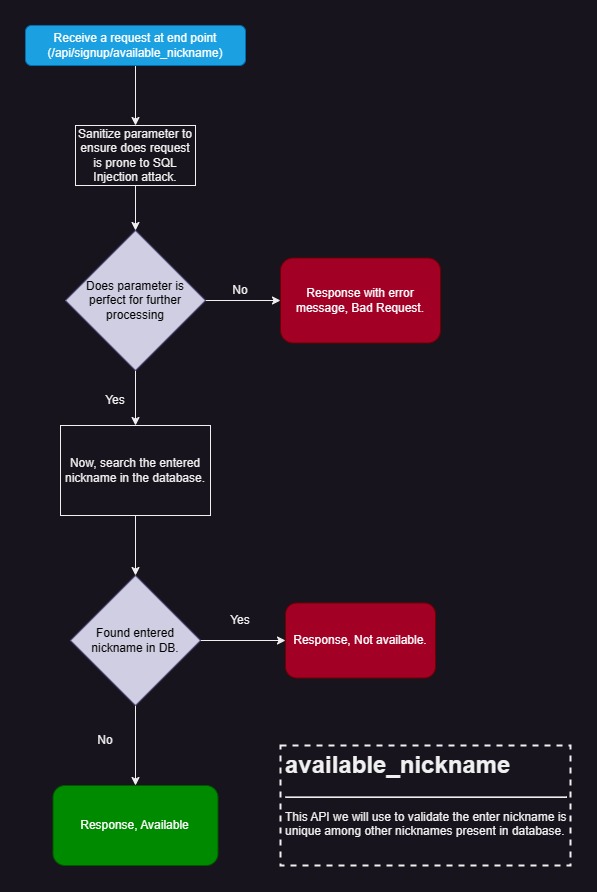 Receive a request at end point
(/api/signup/available_nickname)
Sanitize parameter to
ensure does request
is prone to SQL
Injection attack.
Does parameter is
perfect for further
processing
No
Response with error
message, Bad Request.
Yes
Now, search the entered
nickname in the database.
Found entered
nickname in DB.
Yes
Response, Not available.
No
Response, Available
available_nickname
This API we will use to validate the enter nickname is
unique among other nicknames present in database.